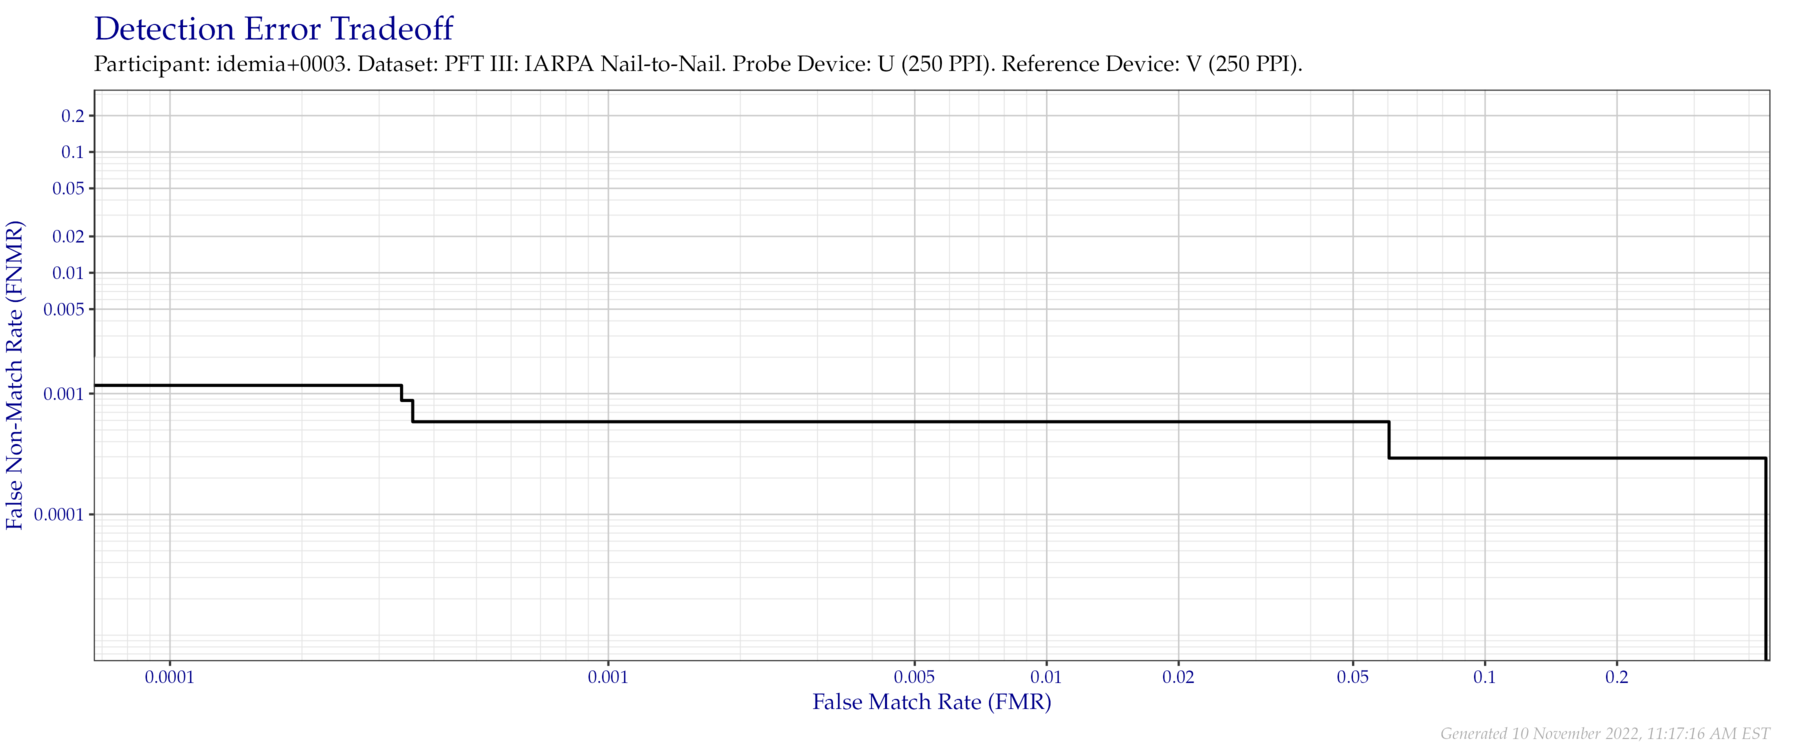 Detection Error Tradeoff
Participant: idemia+0003. Dataset: PFT III: IARPA Nail-to-Nail. Probe Device: U (250 PPI). Reference Device: V (250 PPI).
False Non-Match Rate (FNMR)
0.2
0.1
0.05
0.02
0.01
0.005
0.001
0.0001
0.0001 0.001 0.005 0.01 0.02 0.05 0.1 0.2
False Match Rate (FMR)
Generated 10 November 2022, 11:17:16 AM EST